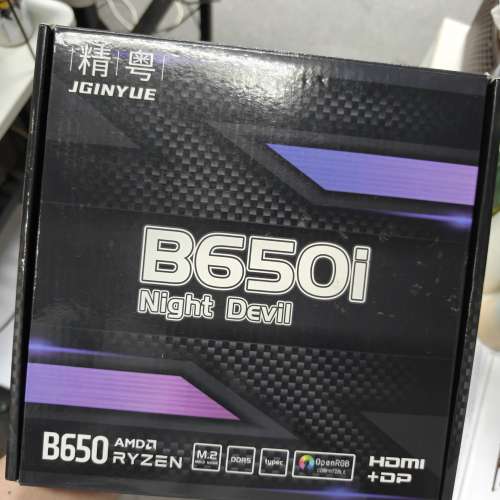 精粤
JGINYUE
B650i
Night Devil
B650 AMD RYZEN M.2 DDR5 typec OpenRGB HDMI +DP